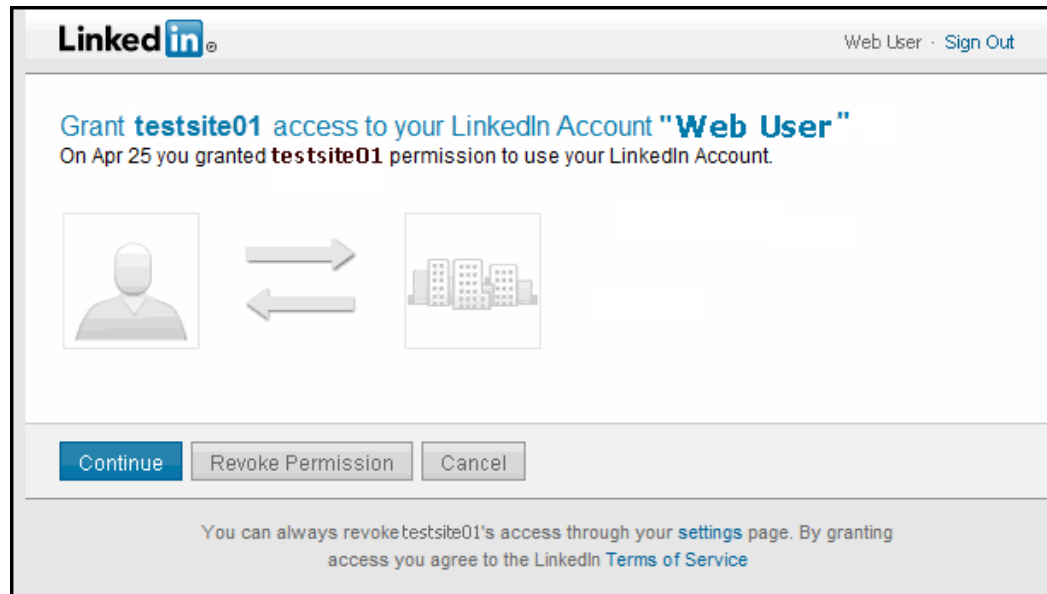 Linked in ®
Web User · Sign Out
Grant testsite01 access to your LinkedIn Account "Web User"
On Apr 25 you granted testsite01 permission to use your LinkedIn Account.
Continue Revoke Permission Cancel
You can always revoke testsite01's access through your settings page. By granting
access you agree to the LinkedIn Terms of Service